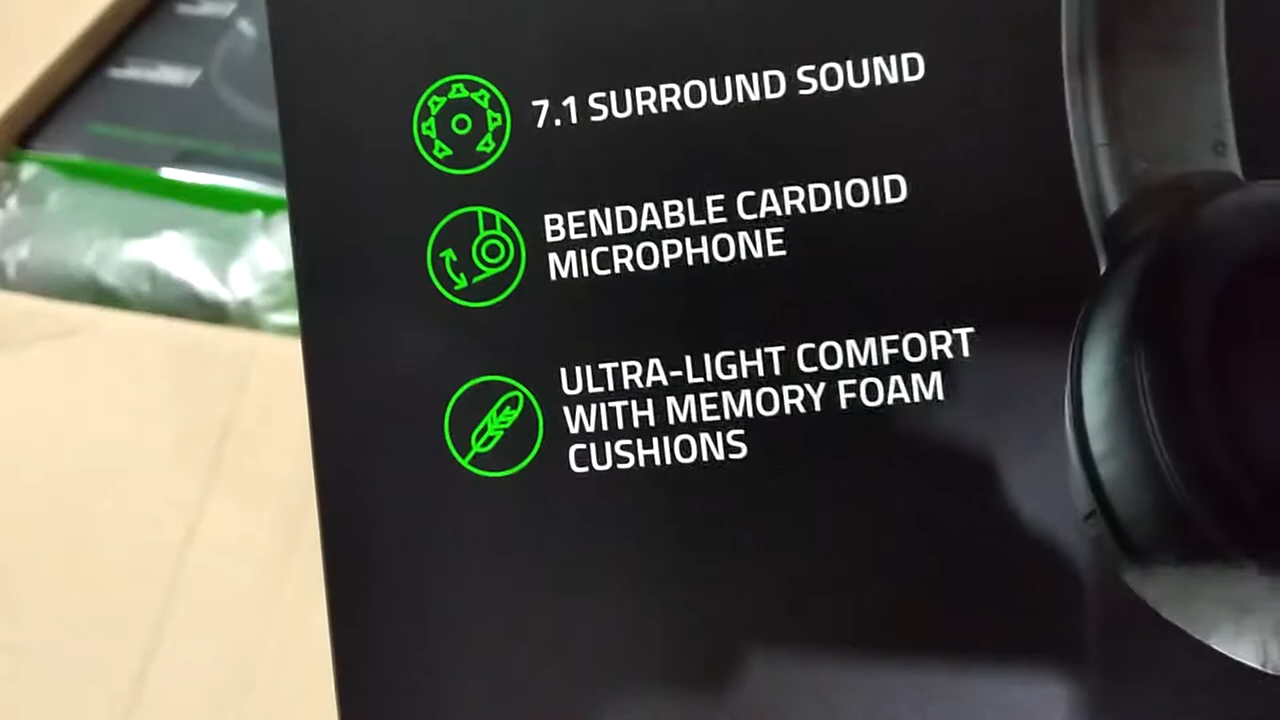 7.1 SURROUND SOUND
BENDABLE CARDIOID
MICROPHONE
ULTRA-LIGHT COMFORT
WITH MEMORY FOAM
CUSHIONS